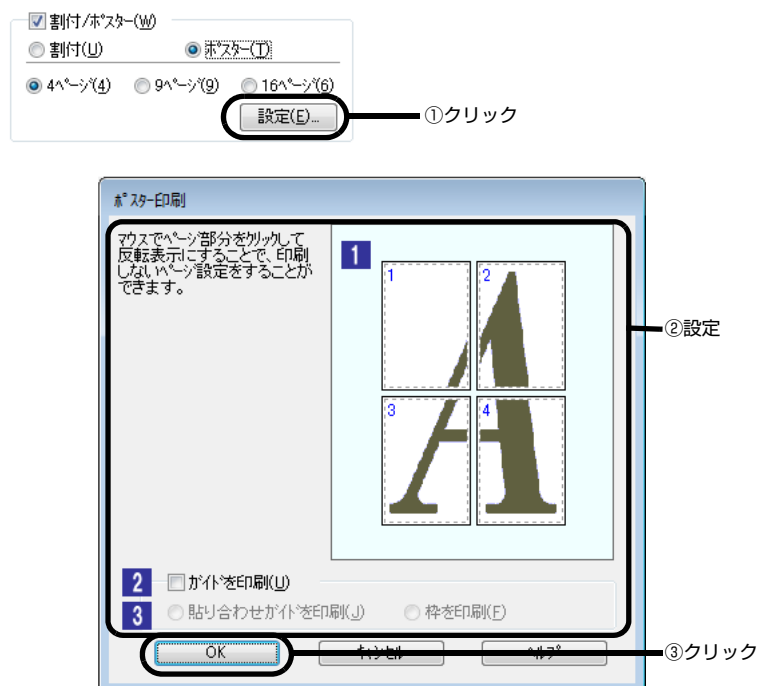 割付/ポスター(W)
割付(U) ポスター(T)
4ページ(4) 9ページ(9) 16ページ(6)
設定(E)...
①クリック
ポスター印刷
マウスでページ部分をクリックして
反転表示にすることで、印刷
しないページ設定をすることが
できます。
1
1 2
3 4
②設定
2 ガイドを印刷(U)
3 貼り合わせガイドを印刷(J) 枠を印刷(F)
OK キャンセル ヘルプ
③クリック